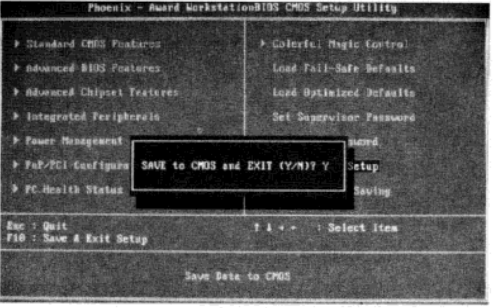 Phoenix - Award WorkstationBIOS CMOS Setup Utility
Standard CMOS Features
Advanced BIOS Features
Advanced Chipset Features
Integrated Peripherals
Power Management
PnP/PCI Configura
PC Health Status
Colorful Magic Control
Load Fail-Safe Defaults
Load Optimized Defaults
Set Supervisor Password
sword
Setup
Saving
SAVE to CMOS and EXIT (Y/N)? Y
Esc : Quit
F10 : Save & Exit Setup
↑ ↓ → ← : Select Item
Save Data to CMOS